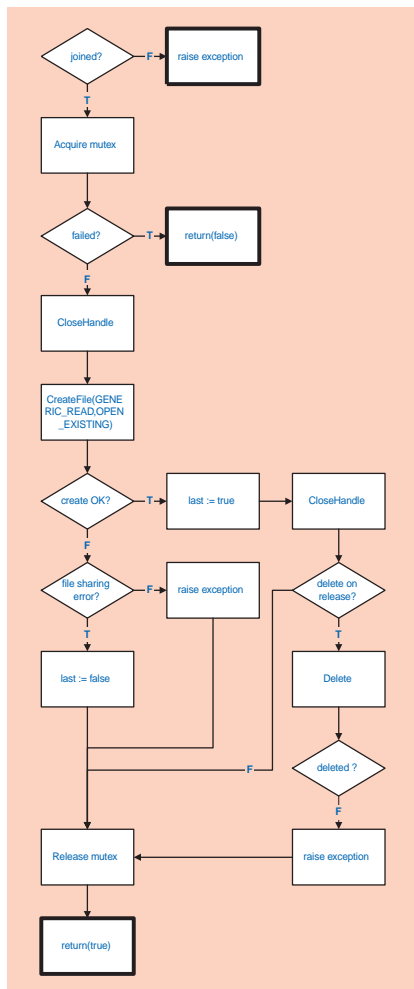 joined?
F
raise exception
T
Acquire mutex
failed?
T
return(false)
F
CloseHandle
CreateFile(GENE
RIC_READ,OPEN
_EXISTING)
create OK?
T
last := true
CloseHandle
F
file sharing
error?
F
raise exception
delete on
release?
T
T
last := false
Delete
F
deleted ?
F
Release mutex
raise exception
return(true)